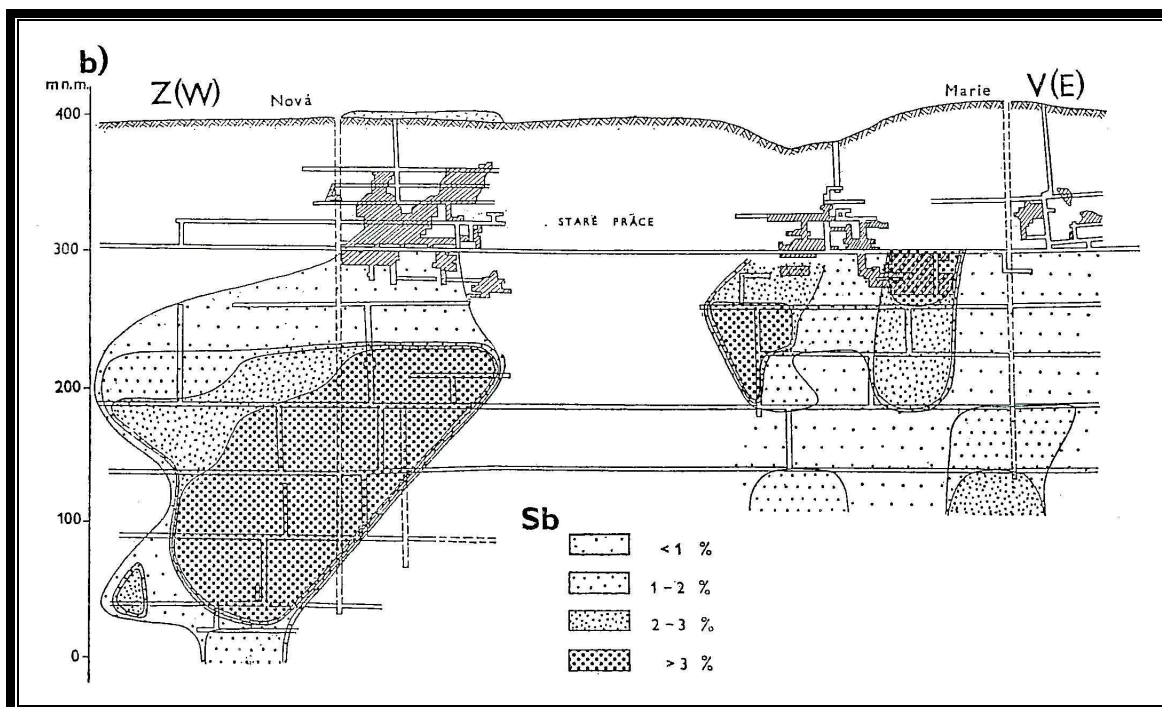 b)
m n.m.
Z(W)
Nová
Marie
V(E)
400
300
STARÉ PRÁCE
200
100
0
Sb
<1 %
1-2 %
2-3 %
>3 %